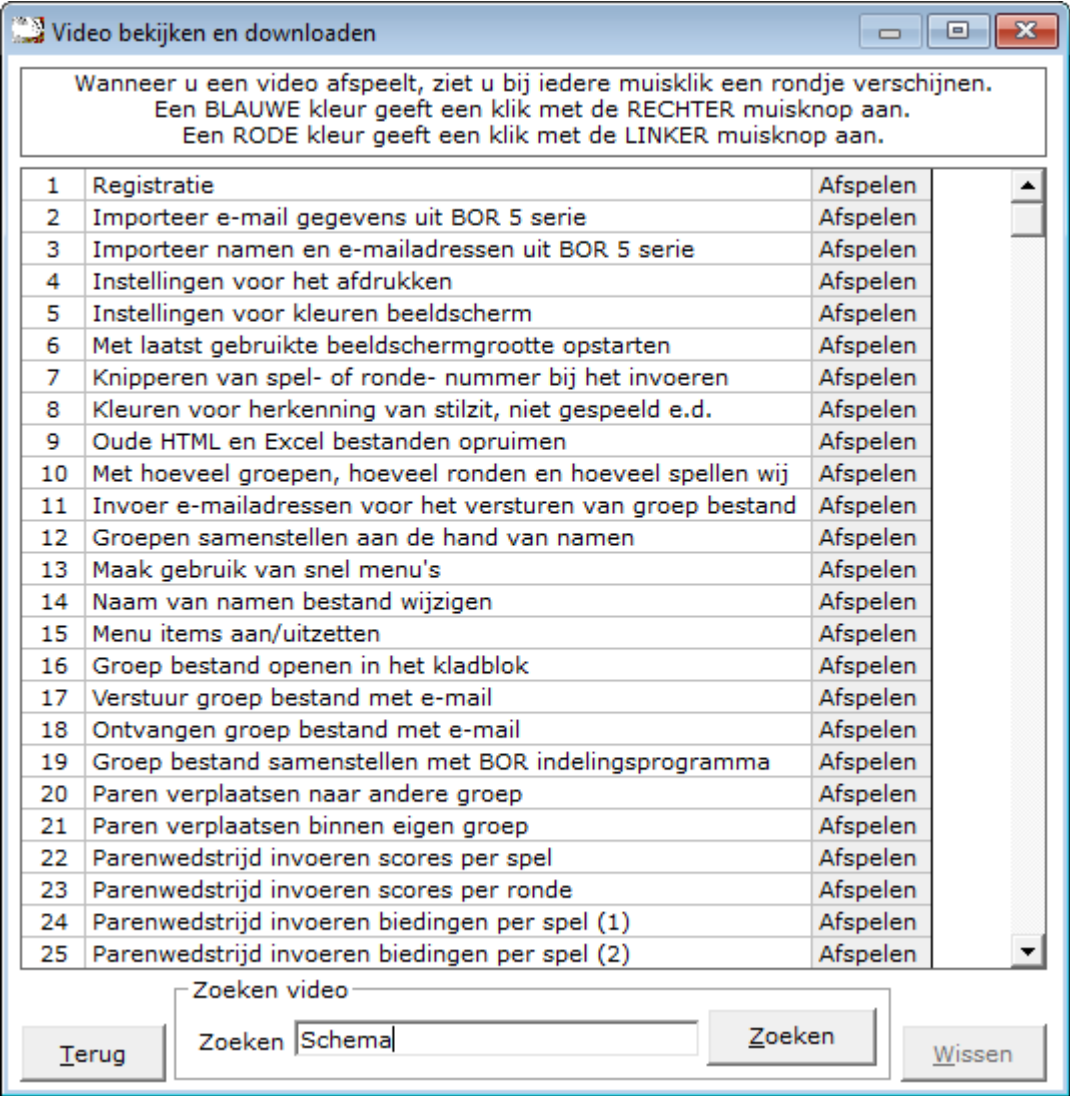 Video bekijken en downloaden
Wanneer u een video afspeelt, ziet u bij iedere muisklik een rondje verschijnen.
Een BLAUWE kleur geeft een klik met de RECHTER muisknop aan.
Een RODE kleur geeft een klik met de LINKER muisknop aan.
1 Registratie Afspelen
2 Importeer e-mail gegevens uit BOR 5 serie Afspelen
3 Importeer namen en e-mailadressen uit BOR 5 serie Afspelen
4 Instellingen voor het afdrukken Afspelen
5 Instellingen voor kleuren beeldscherm Afspelen
6 Met laatst gebruikte beeldschermgrootte opstarten Afspelen
7 Knipperen van spel- of ronde- nummer bij het invoeren Afspelen
8 Kleuren voor herkenning van stilzit, niet gespeeld e.d. Afspelen
9 Oude HTML en Excel bestanden opruimen Afspelen
10 Met hoeveel groepen, hoeveel ronden en hoeveel spellen wij Afspelen
11 Invoer e-mailadressen voor het versturen van groep bestand Afspelen
12 Groepen samenstellen aan de hand van namen Afspelen
13 Maak gebruik van snel menu's Afspelen
14 Naam van namen bestand wijzigen Afspelen
15 Menu items aan/uitzetten Afspelen
16 Groep bestand openen in het kladblok Afspelen
17 Verstuur groep bestand met e-mail Afspelen
18 Ontvangen groep bestand met e-mail Afspelen
19 Groep bestand samenstellen met BOR indelingsprogramma Afspelen
20 Paren verplaatsen naar andere groep Afspelen
21 Paren verplaatsen binnen eigen groep Afspelen
22 Parenwedstrijd invoeren scores per spel Afspelen
23 Parenwedstrijd invoeren scores per ronde Afspelen
24 Parenwedstrijd invoeren biedingen per spel (1) Afspelen
25 Parenwedstrijd invoeren biedingen per spel (2) Afspelen
Zoeken video
Terug Zoeken Schema Zoeken Wissen